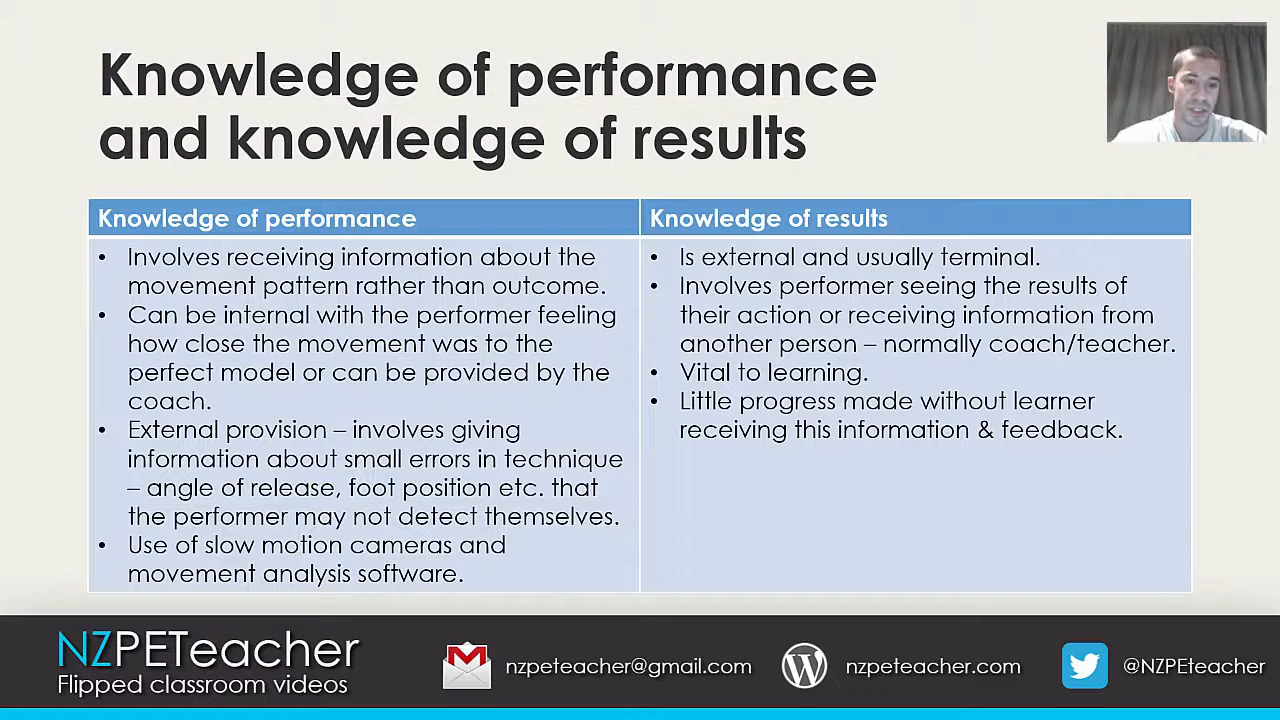 Knowledge of performance
and knowledge of results
Knowledge of performance
• Involves receiving information about the
movement pattern rather than outcome.
• Can be internal with the performer feeling
how close the movement was to the
perfect model or can be provided by the
coach.
• External provision – involves giving
information about small errors in technique
– angle of release, foot position etc. that
the performer may not detect themselves.
• Use of slow motion cameras and
movement analysis software.
Knowledge of results
• Is external and usually terminal.
• Involves performer seeing the results of
their action or receiving information from
another person – normally coach/teacher.
• Vital to learning.
• Little progress made without learner
receiving this information & feedback.
NZPETeacher
Flipped classroom videos
nzpeteacher@gmail.com
nzpeteacher.com
@NZPEteacher